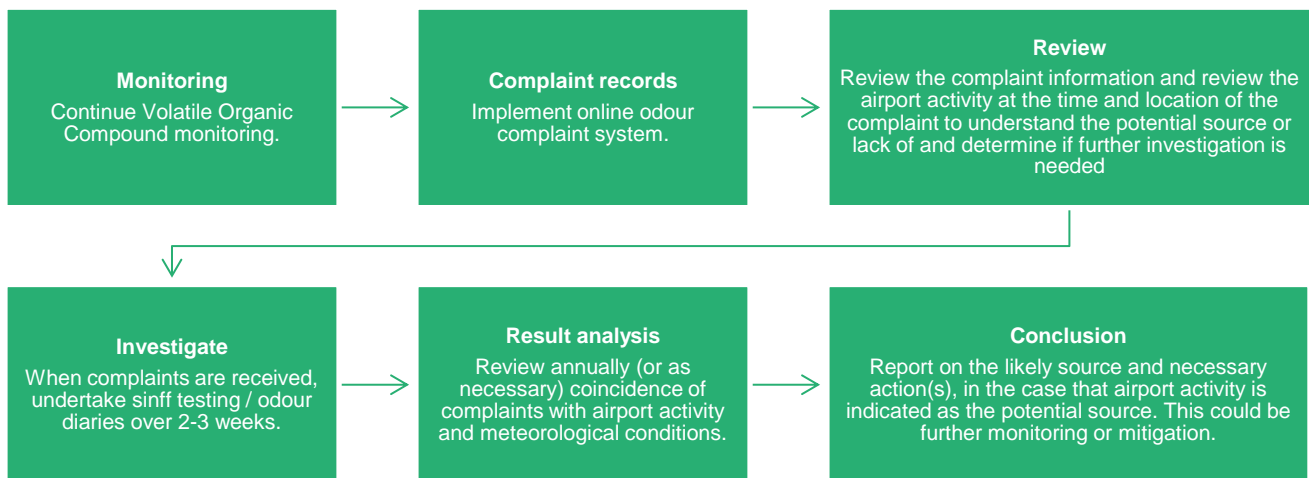 Monitoring
Continue Volatile Organic
Compound monitoring.
Complaint records
Implement online odour
complaint system.
Review
Review the complaint information and review the
airport activity at the time and location of the
complaint to understand the potential source or
lack of and determine if further investigation is
needed
Investigate
When complaints are received,
undertake sinff testing / odour
diaries over 2-3 weeks.
Result analysis
Review annually (or as
necessary) coincidence of
complaints with airport activity
and meteorological conditions.
Conclusion
Report on the likely source and necessary
action(s), in the case that airport activity is
indicated as the potential source. This could be
further monitoring or mitigation.